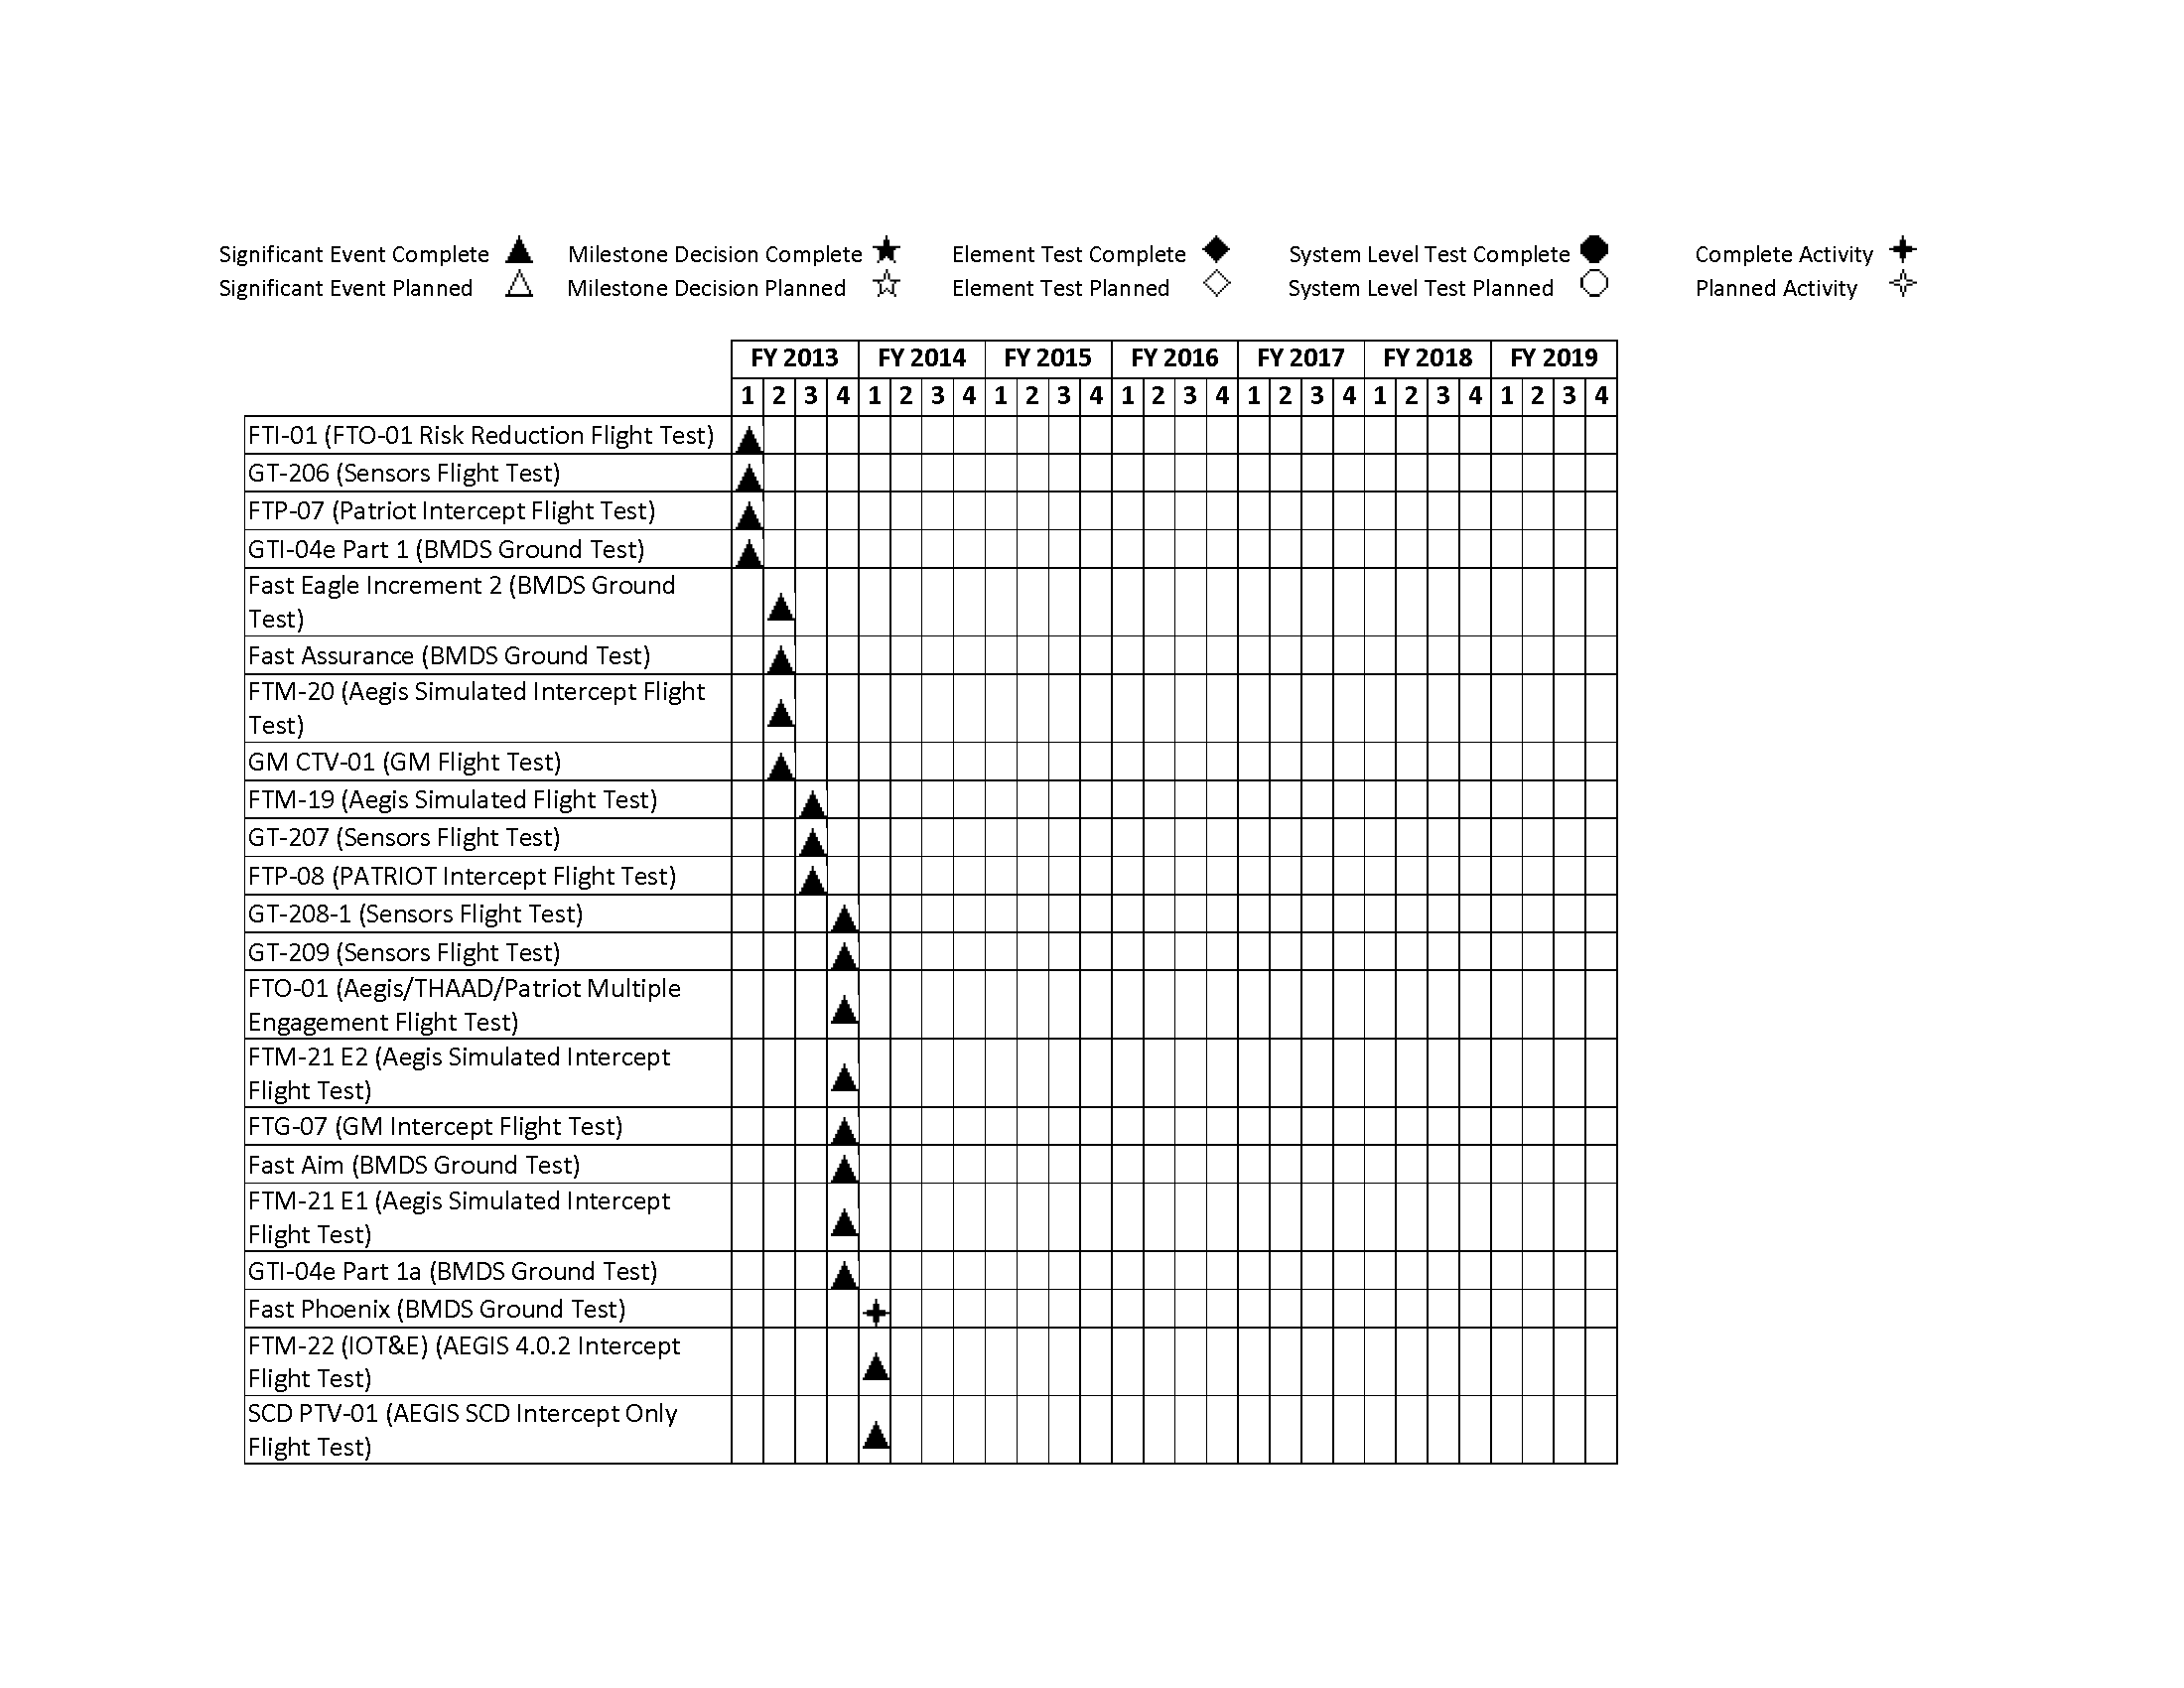 Significant Event Complete Milestone Decision Complete Element Test Complete System Level Test Complete Complete Activity
Significant Event Planned Milestone Decision Planned Element Test Planned System Level Test Planned Planned Activity
FY 2013 FY 2014 FY 2015 FY 2016 FY 2017 FY 2018 FY 2019
1 2 3 4 1 2 3 4 1 2 3 4 1 2 3 4 1 2 3 4 1 2 3 4 1 2 3 4
FTI-01 (FTO-01 Risk Reduction Flight Test)
GT-206 (Sensors Flight Test)
FTP-07 (Patriot Intercept Flight Test)
GTI-04e Part 1 (BMDS Ground Test)
Fast Eagle Increment 2 (BMDS Ground
Test)
Fast Assurance (BMDS Ground Test)
FTM-20 (Aegis Simulated Intercept Flight
Test)
GM CTV-01 (GM Flight Test)
FTM-19 (Aegis Simulated Flight Test)
GT-207 (Sensors Flight Test)
FTP-08 (PATRIOT Intercept Flight Test)
GT-208-1 (Sensors Flight Test)
GT-209 (Sensors Flight Test)
FTO-01 (Aegis/THAAD/Patriot Multiple
Engagement Flight Test)
FTM-21 E2 (Aegis Simulated Intercept
Flight Test)
FTG-07 (GM Intercept Flight Test)
Fast Aim (BMDS Ground Test)
FTM-21 E1 (Aegis Simulated Intercept
Flight Test)
GTI-04e Part 1a (BMDS Ground Test)
Fast Phoenix (BMDS Ground Test)
FTM-22 (IOT&E) (AEGIS 4.0.2 Intercept
Flight Test)
SCD PTV-01 (AEGIS SCD Intercept Only
Flight Test)